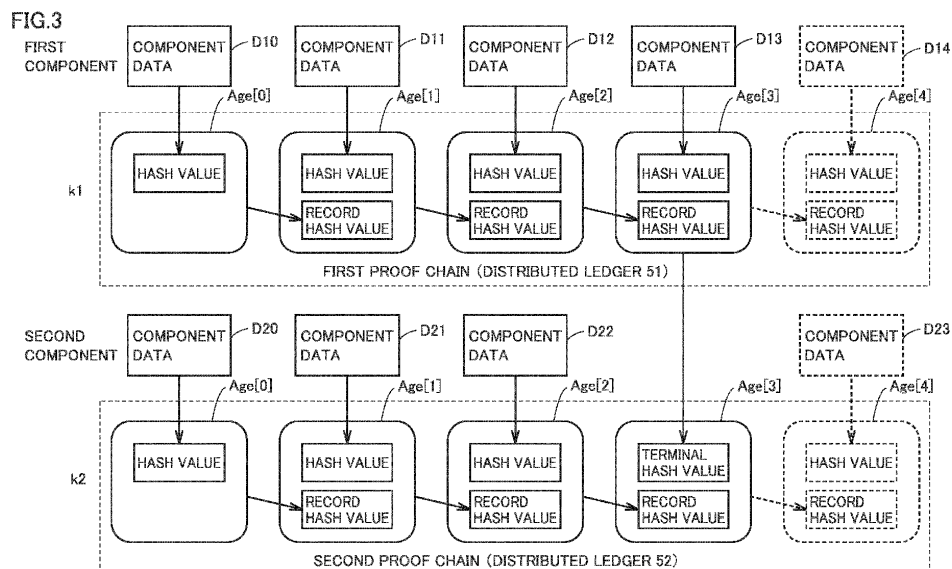 FIG.3
FIRST COMPONENT
COMPONENT DATA
D10
COMPONENT DATA
D11
COMPONENT DATA
D12
COMPONENT DATA
D13
COMPONENT DATA
D14
Age[0]
Age[1]
Age[2]
Age[3]
Age[4]
k1
HASH VALUE
HASH VALUE
RECORD HASH VALUE
HASH VALUE
RECORD HASH VALUE
HASH VALUE
RECORD HASH VALUE
HASH VALUE
RECORD HASH VALUE
FIRST PROOF CHAIN (DISTRIBUTED LEDGER 51)
SECOND COMPONENT
COMPONENT DATA
D20
COMPONENT DATA
D21
COMPONENT DATA
D22
COMPONENT DATA
D23
Age[0]
Age[1]
Age[2]
Age[3]
Age[4]
k2
HASH VALUE
HASH VALUE
RECORD HASH VALUE
HASH VALUE
RECORD HASH VALUE
TERMINAL HASH VALUE
RECORD HASH VALUE
HASH VALUE
RECORD HASH VALUE
SECOND PROOF CHAIN (DISTRIBUTED LEDGER 52)